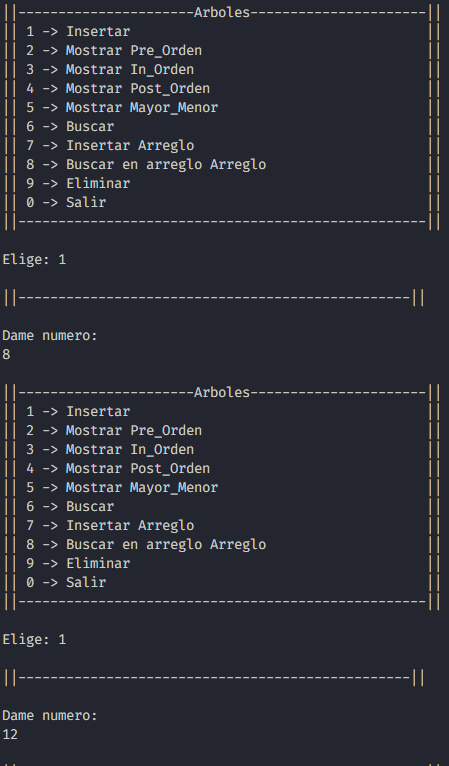 ||----------------------Arboles----------------------||
|| 1 -> Insertar ||
|| 2 -> Mostrar Pre_Orden ||
|| 3 -> Mostrar In_Orden ||
|| 4 -> Mostrar Post_Orden ||
|| 5 -> Mostrar Mayor_Menor ||
|| 6 -> Buscar ||
|| 7 -> Insertar Arreglo ||
|| 8 -> Buscar en arreglo Arreglo ||
|| 9 -> Eliminar ||
|| 0 -> Salir ||
||---------------------------------------------------||
Elige: 1
||-------------------------------------------------||
Dame numero:
8
||----------------------Arboles----------------------||
|| 1 -> Insertar ||
|| 2 -> Mostrar Pre_Orden ||
|| 3 -> Mostrar In_Orden ||
|| 4 -> Mostrar Post_Orden ||
|| 5 -> Mostrar Mayor_Menor ||
|| 6 -> Buscar ||
|| 7 -> Insertar Arreglo ||
|| 8 -> Buscar en arreglo Arreglo ||
|| 9 -> Eliminar ||
|| 0 -> Salir ||
||---------------------------------------------------||
Elige: 1
||-------------------------------------------------||
Dame numero:
12